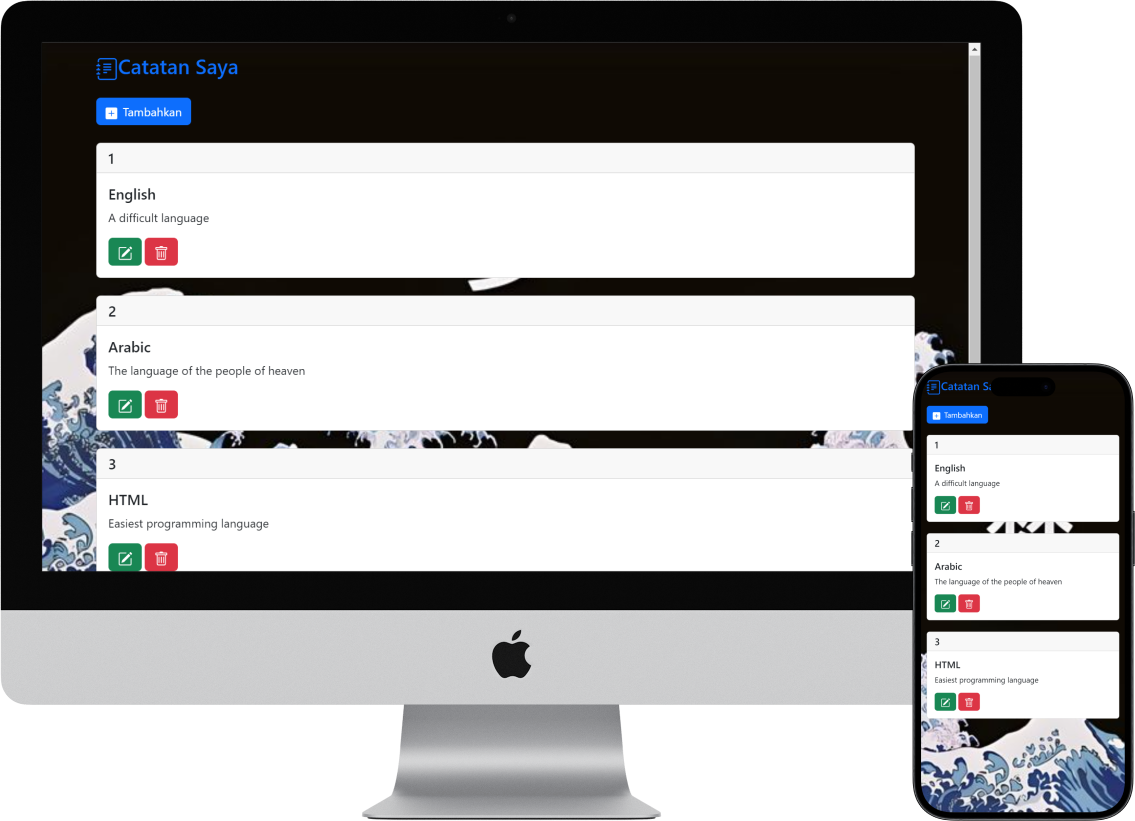 Catatan Saya
Tambahkan
1
English
A difficult language
2
Arabic
The language of the people of heaven
3
HTML
Easiest programming language
Catatan Sa
Tambahkan
1
English
A difficult language
2
Arabic
The language of the people of heaven
3
HTML
Easiest programming language